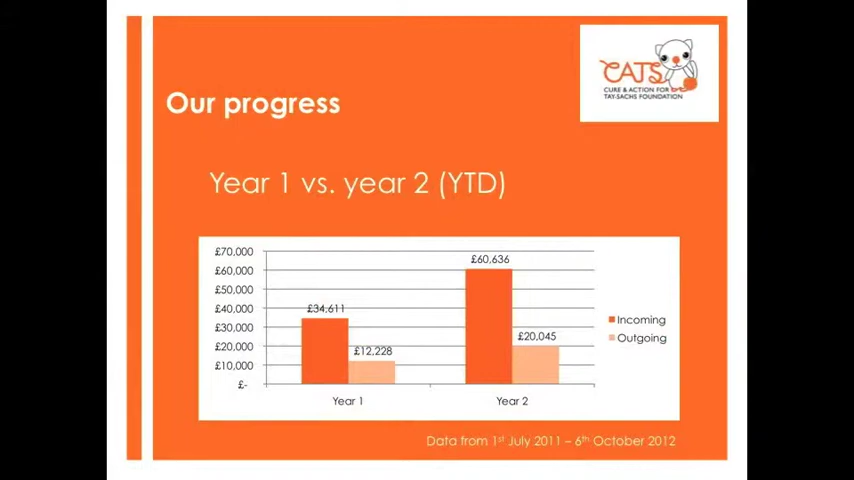 CATS
CURE & ACTION FOR
TAY-SACHS FOUNDATION
Our progress
Year 1 vs. year 2 (YTD)
£70,000
£60,000
£50,000
£40,000
£30,000
£20,000
£10,000
£-
£34,611
£12,228
£60,636
£20,045
Year 1
Year 2
Incoming
Outgoing
Data from 1st July 2011 – 6th October 2012